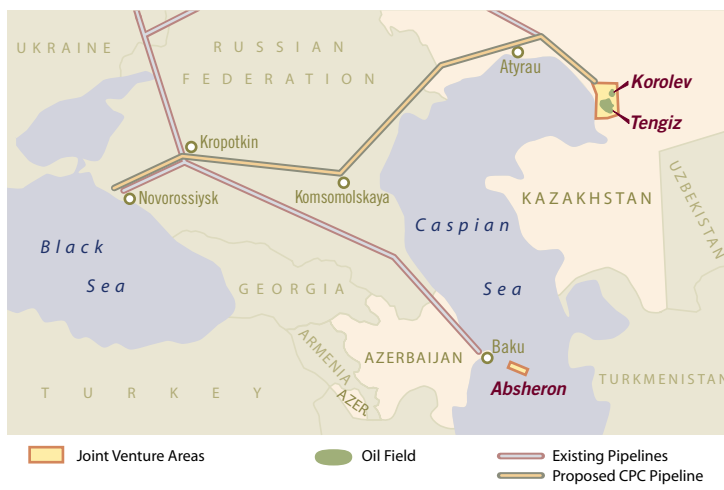 UKRAINE
RUSSIAN
FEDERATION
Atyrau
Korolev
Tengiz
Kropotkin
Novorossiysk
Komsomolskaya
KAZAKHSTAN
UZBEKISTAN
Black
Sea
Caspian
Sea
GEORGIA
ARMENIA
AZERBAIJAN
Baku
AZER
Absheron
TURKEY
TURKMENISTAN
Joint Venture Areas
Oil Field
Existing Pipelines
Proposed CPC Pipeline